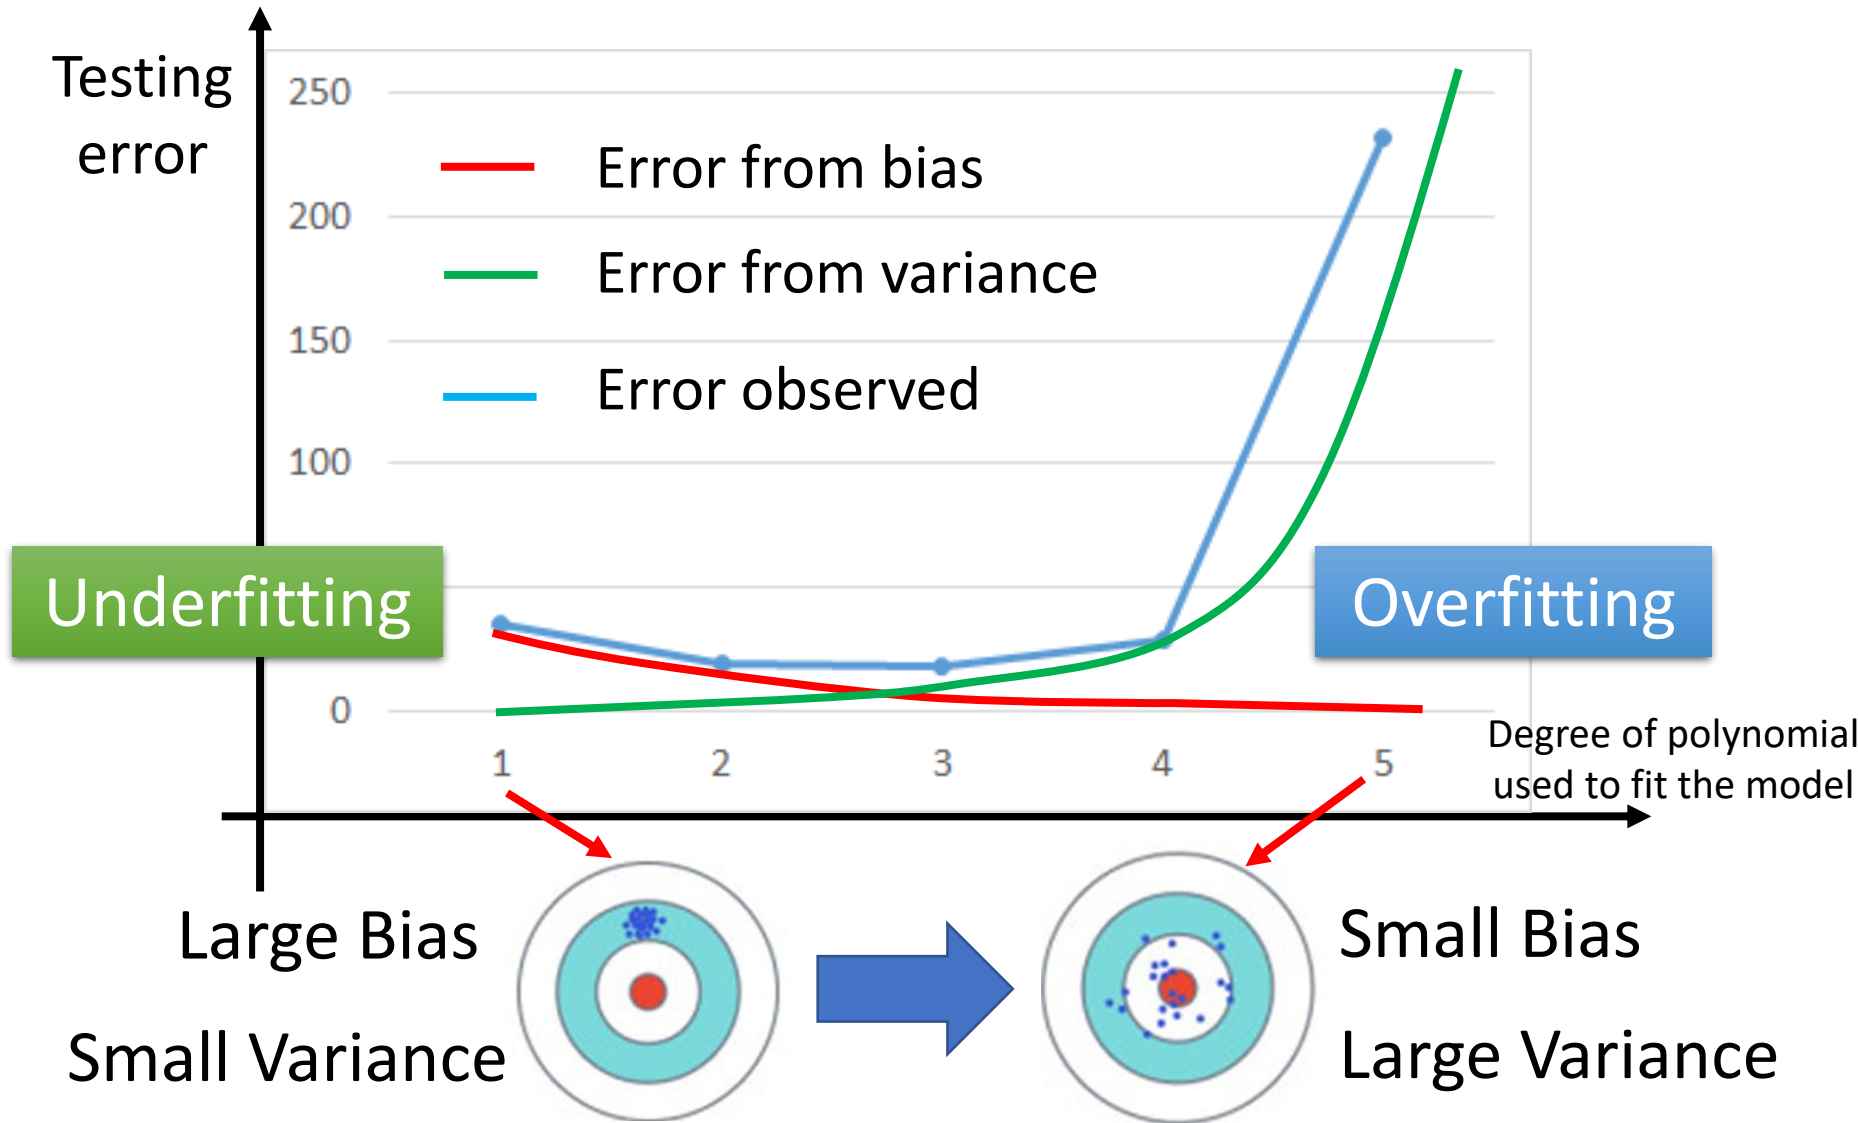 Testing
error
250
200
150
100
0
Error from bias
Error from variance
Error observed
Underfitting
Overfitting
1 2 3 4 5
Degree of polynomial
used to fit the model
Large Bias
Small Variance
Small Bias
Large Variance